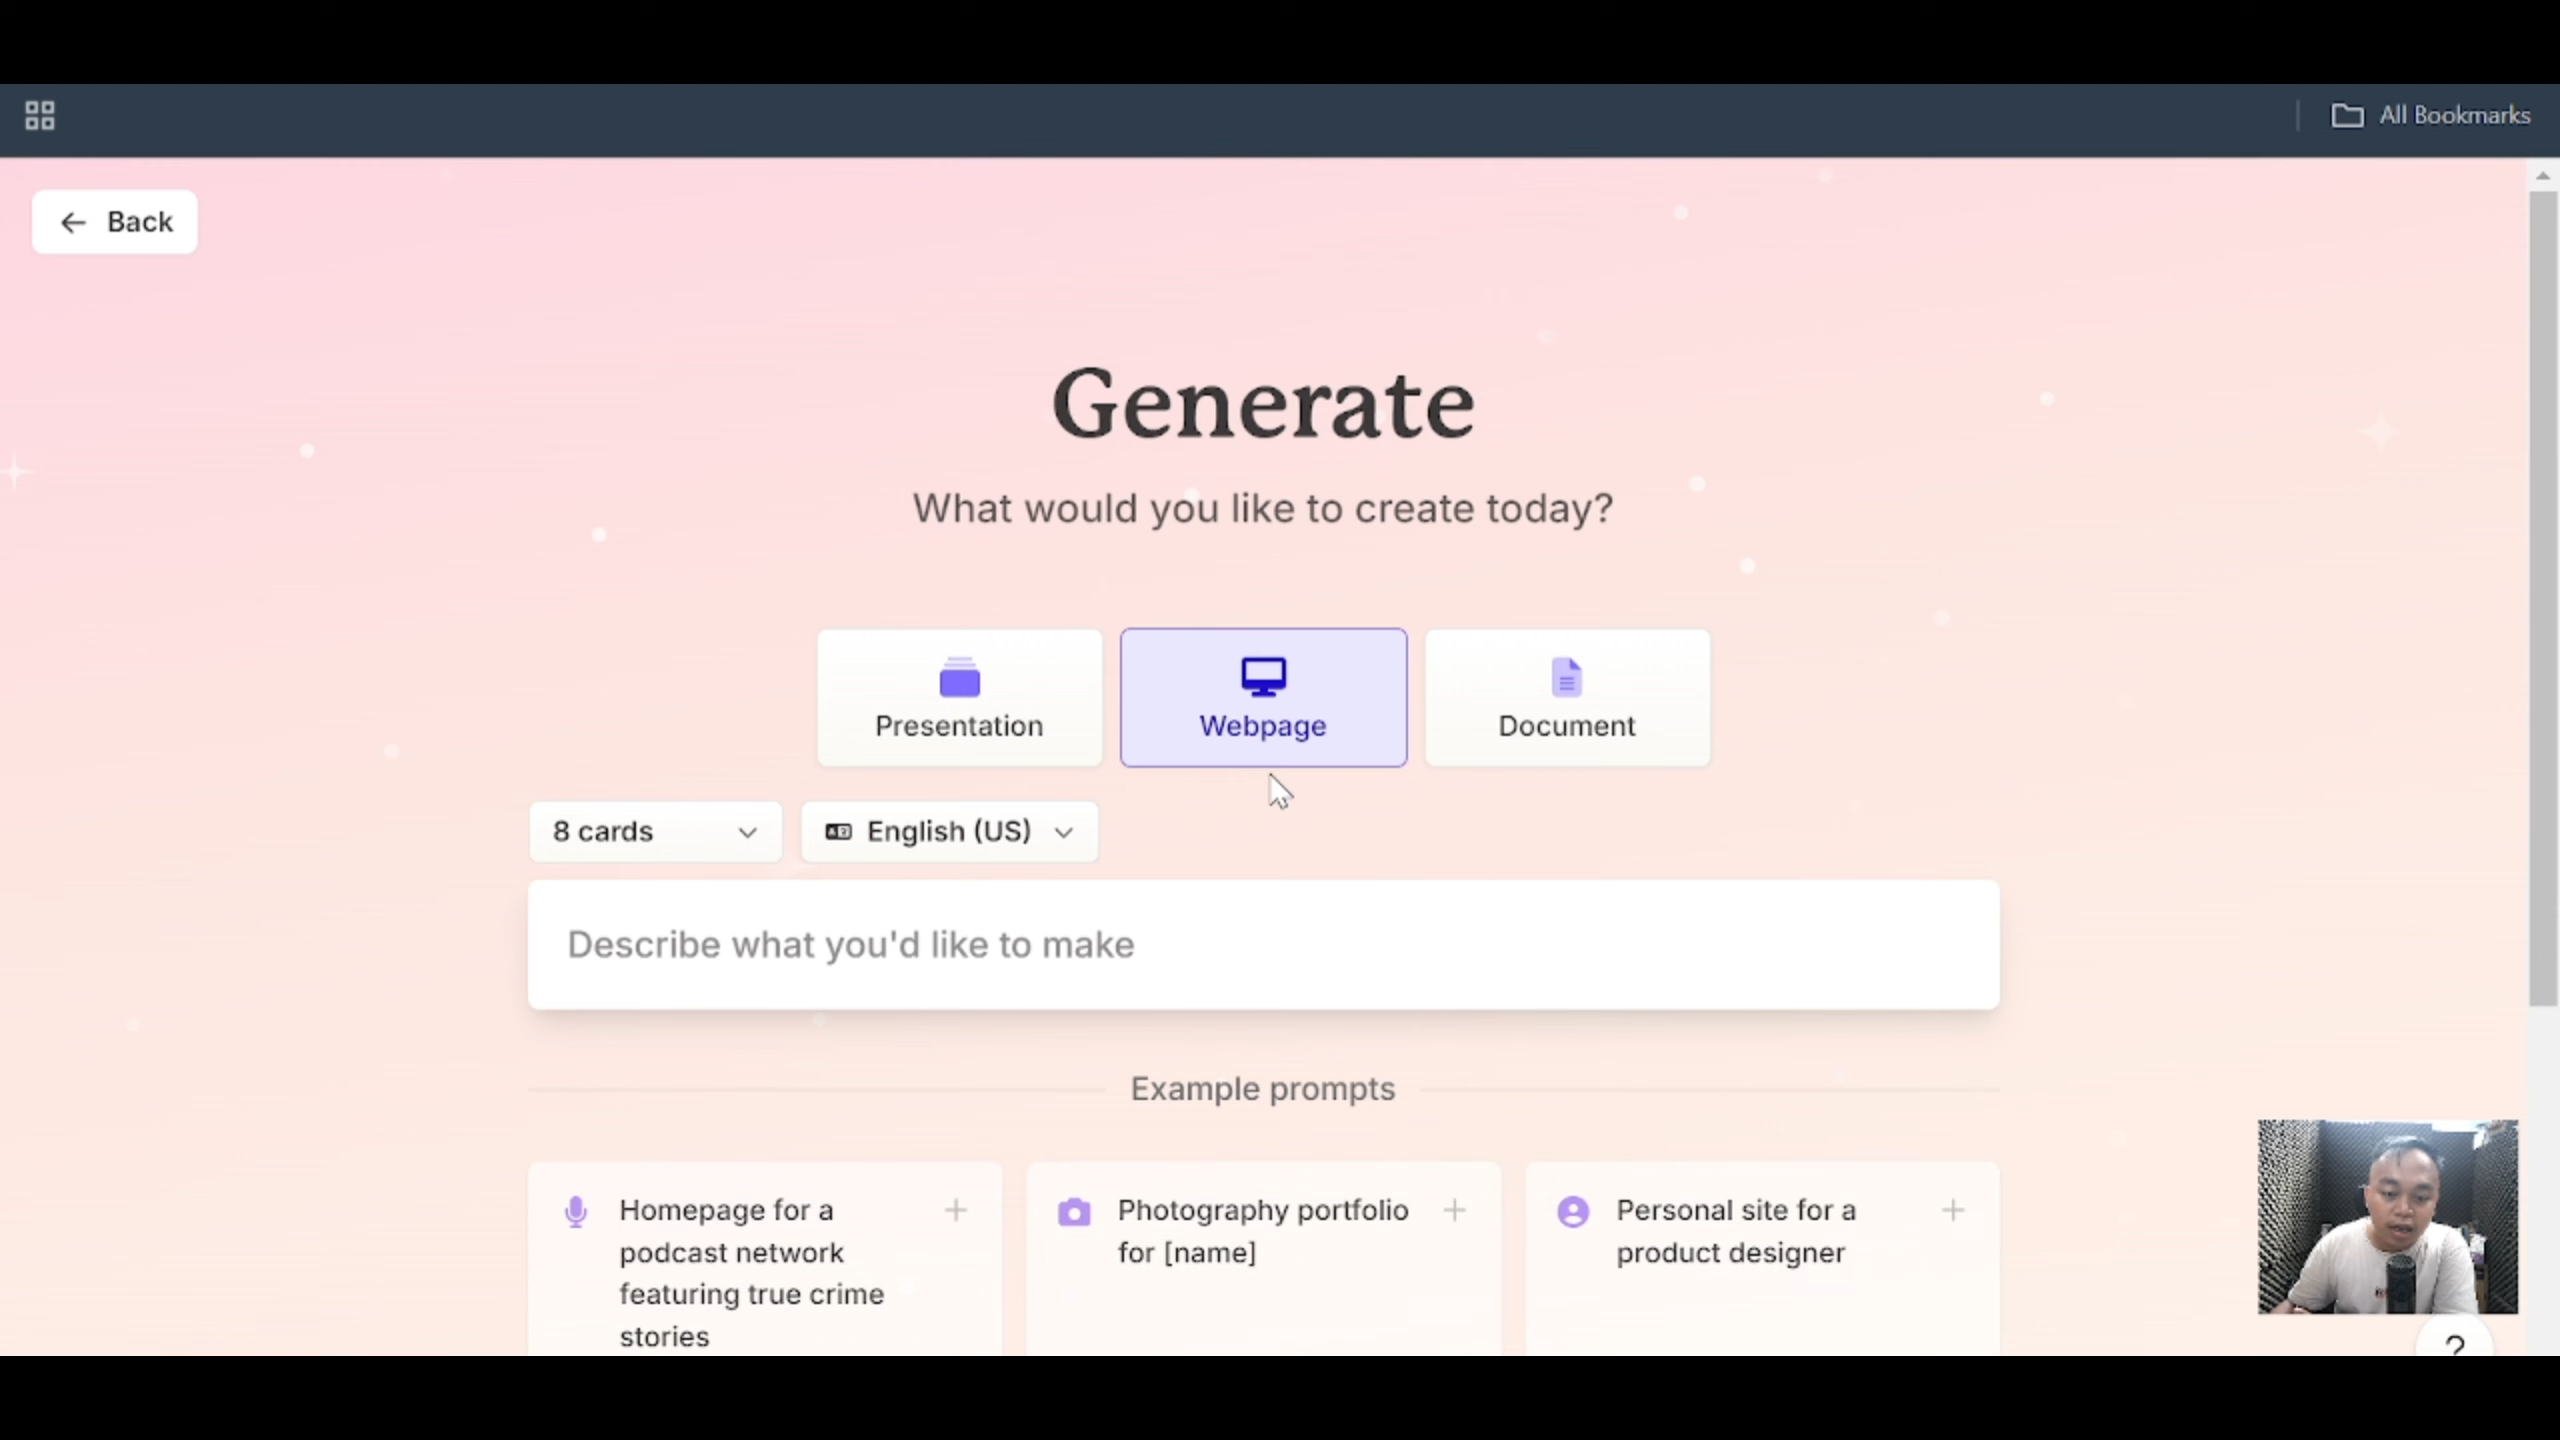 All Bookmarks
Back
Generate
What would you like to create today?
Presentation
Webpage
Document
8 cards
English (US)
Describe what you'd like to make
Example prompts
Homepage for a
podcast network
featuring true crime
stories
Photography portfolio
for [name]
Personal site for a
product designer
?